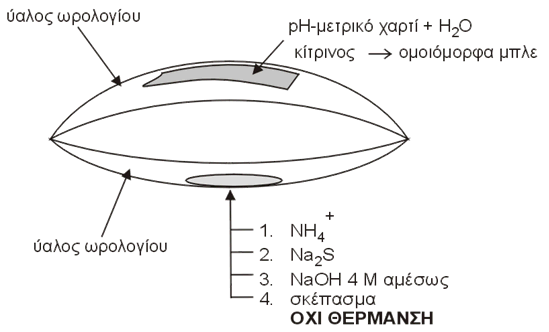 ύαλος ωρολογίου
pH-μετρικό χαρτί + H₂O
κίτρινος → ομοιόμορφα μπλε
ύαλος ωρολογίου
1. NH₄⁺
2. Na₂S
3. NaOH 4 M αμέσως
4. σκέπασμα
ΟΧΙ ΘΕΡΜΑΝΣΗ